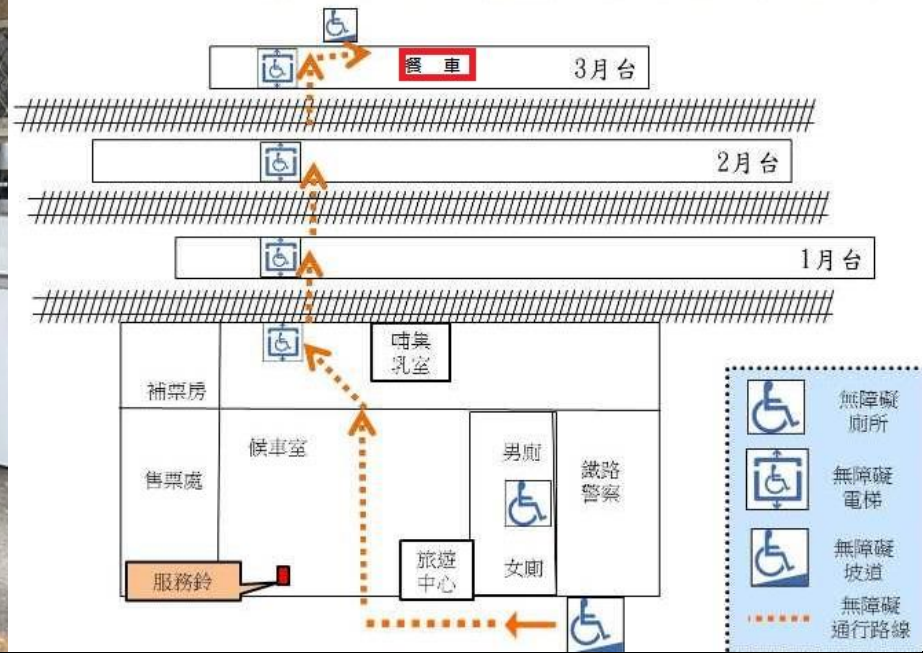 餐 車
3月台
2月台
1月台
哺集
乳室
補票房
候車室
售票處
男廁
鐵路
警察
女廁
旅遊
中心
服務鈴
無障礙
廁所
無障礙
電梯
無障礙
坡道
無障礙
通行路線